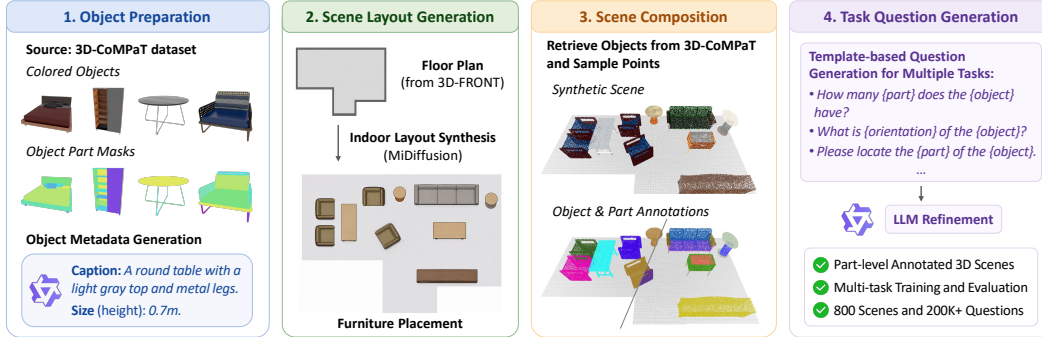 1. Object Preparation
Source: 3D-CoMPaT dataset
Colored Objects
Object Part Masks
Object Metadata Generation
Caption: A round table with a
light gray top and metal legs.
Size (height): 0.7m.
2. Scene Layout Generation
Floor Plan
(from 3D-FRONT)
Indoor Layout Synthesis
(MiDiffusion)
Furniture Placement
3. Scene Composition
Retrieve Objects from 3D-CoMPaT
and Sample Points
Synthetic Scene
Object & Part Annotations
4. Task Question Generation
Template-based Question
Generation for Multiple Tasks:
• How many {part} does the {object}
have?
• What is {orientation} of the {object}?
• Please locate the {part} of the {object}.
...
LLM Refinement
Part-level Annotated 3D Scenes
Multi-task Training and Evaluation
800 Scenes and 200K+ Questions